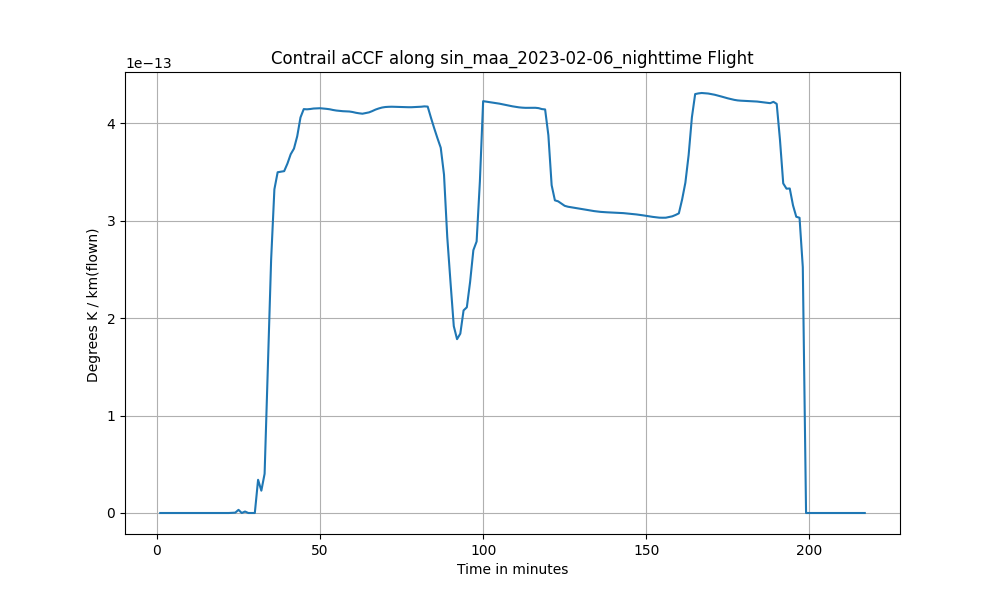 Contrail aCCF along sin_maa_2023-02-06_nighttime Flight
1e−13
4
3
2
1
0
Degrees K / km(flown)
0 50 100 150 200
Time in minutes